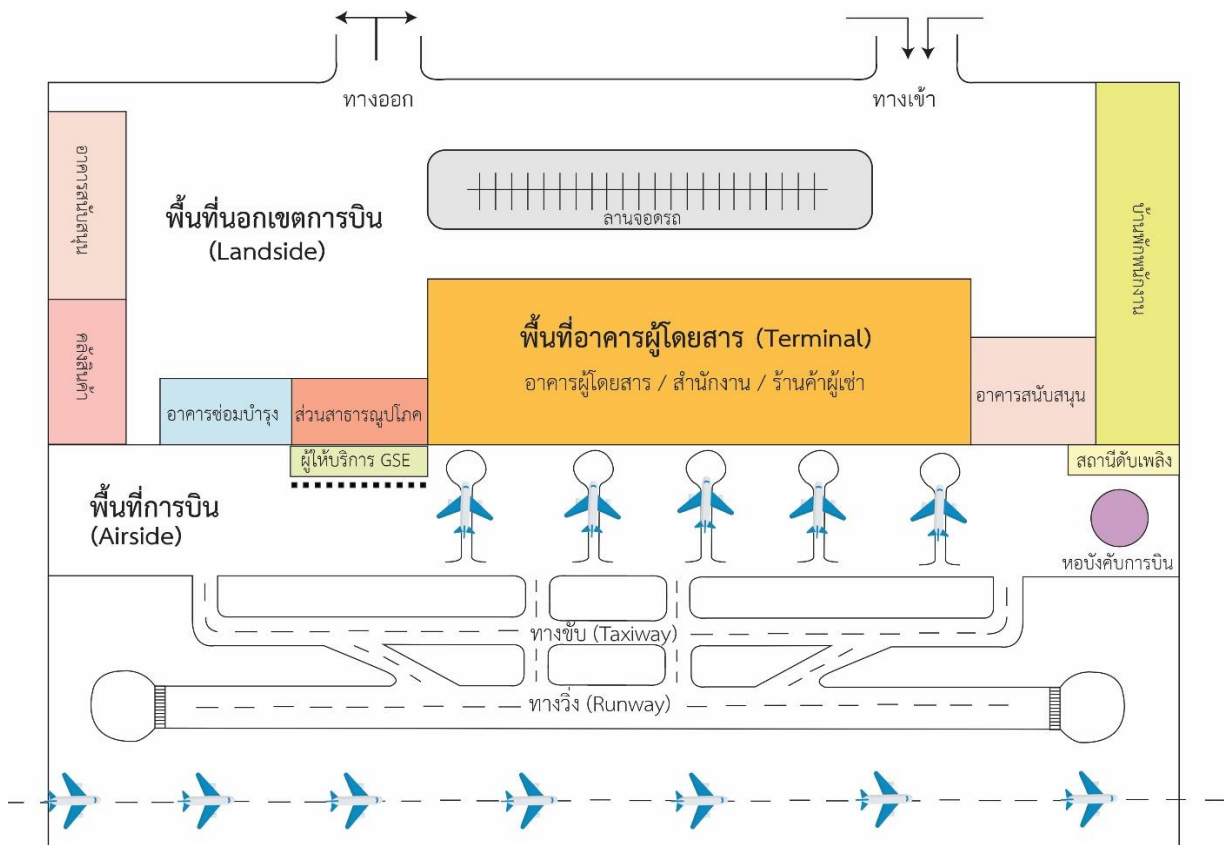 ทางออก
ทางเข้า
อาคารสนับสนุน
พื้นที่นอกเขตการบิน
(Landside)
ลานจอดรถ
บ้านพักพนักงาน
คลังสินค้า
พื้นที่อาคารผู้โดยสาร (Terminal)
อาคารผู้โดยสาร / สำนักงาน / ร้านค้าผู้เช่า
อาคารซ่อมบำรุง
ส่วนสาธารณูปโภค
อาคารสนับสนุน
ผู้ให้บริการ GSE
สถานีดับเพลิง
พื้นที่การบิน
(Airside)
หอบังคับการบิน
ทางขับ (Taxiway)
ทางวิ่ง (Runway)